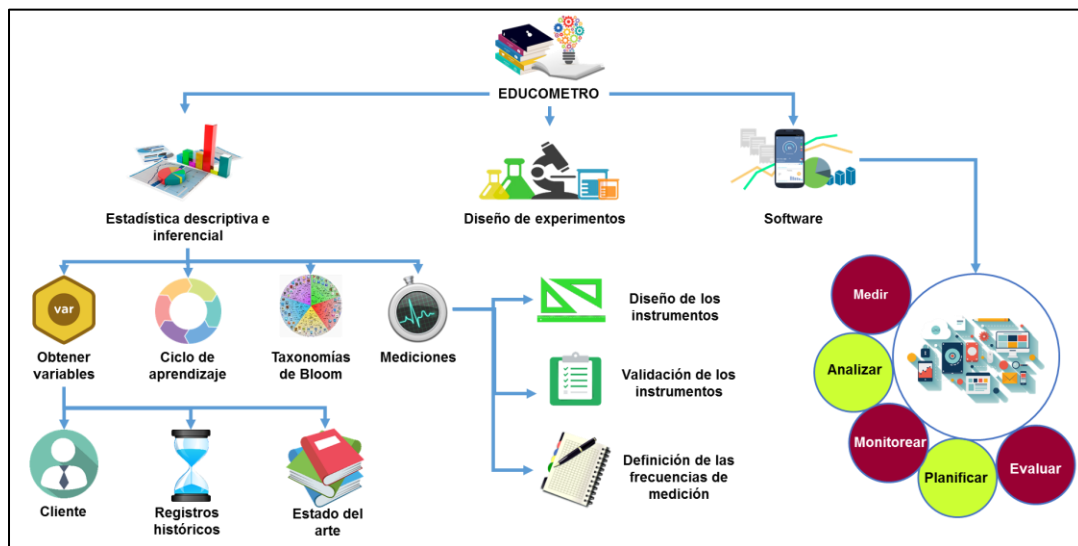 EDUCOMETRO
Estadística descriptiva e
inferencial
Diseño de experimentos
Software
var
Obtener
variables
Ciclo de
aprendizaje
Taxonomías
de Bloom
Mediciones
Diseño de los
instrumentos
Validación de los
instrumentos
Definición de las
frecuencias de
medición
Cliente
Registros
históricos
Estado del
arte
Medir
Analizar
Monitorear
Planificar
Evaluar